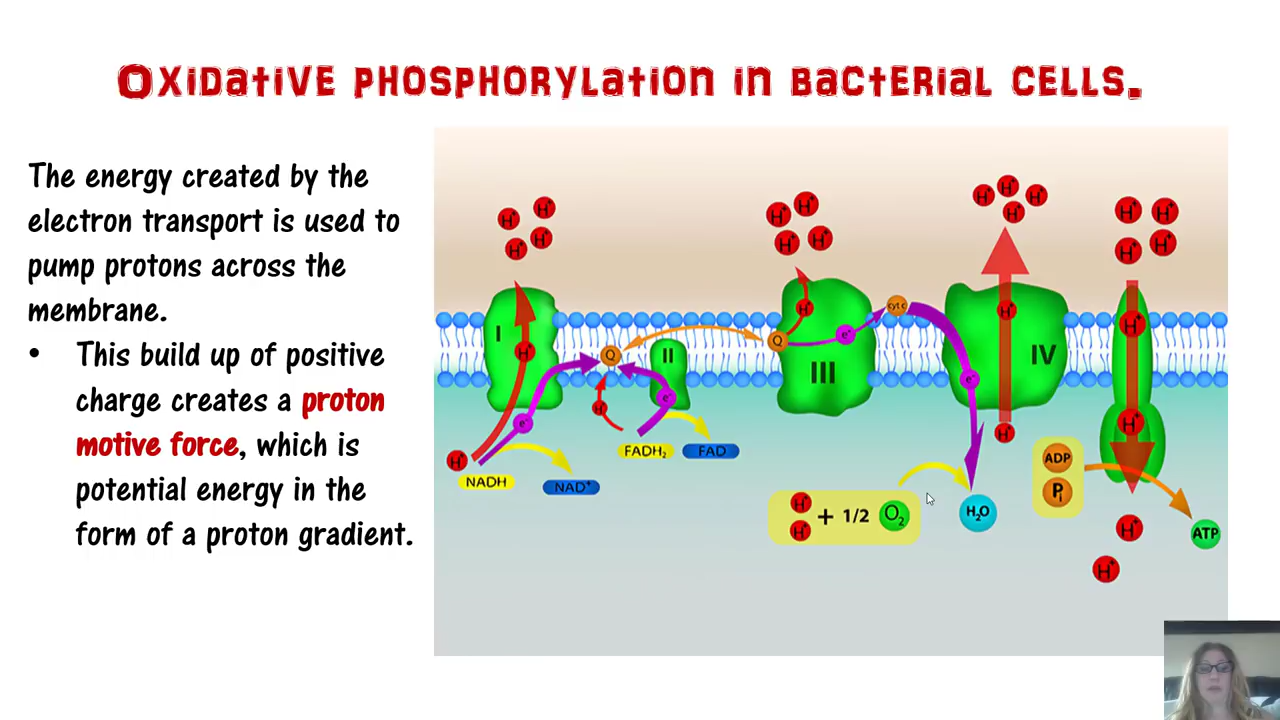 Oxidative phosphorylation in bacterial cells.
The energy created by the
electron transport is used to
pump protons across the
membrane.
• This build up of positive
charge creates a proton
motive force, which is
potential energy in the
form of a proton gradient.
H⁺ H⁺ H⁺ H⁺
H⁺ H⁺ H⁺ H⁺
H⁺ H⁺ H⁺ H⁺
H⁺ H⁺ H⁺ H⁺
I
H⁺
Q
II
H⁺
e⁻
e⁻
H⁺
NADH
NAD⁺
FADH₂
FAD
Q
H⁺
e⁻
III
cyt c
e⁻
H⁺
IV
H⁺
H⁺
H⁺
H⁺
H⁺ + 1/2 O₂
H₂O
ADP
Pi
ATP
H⁺
H⁺